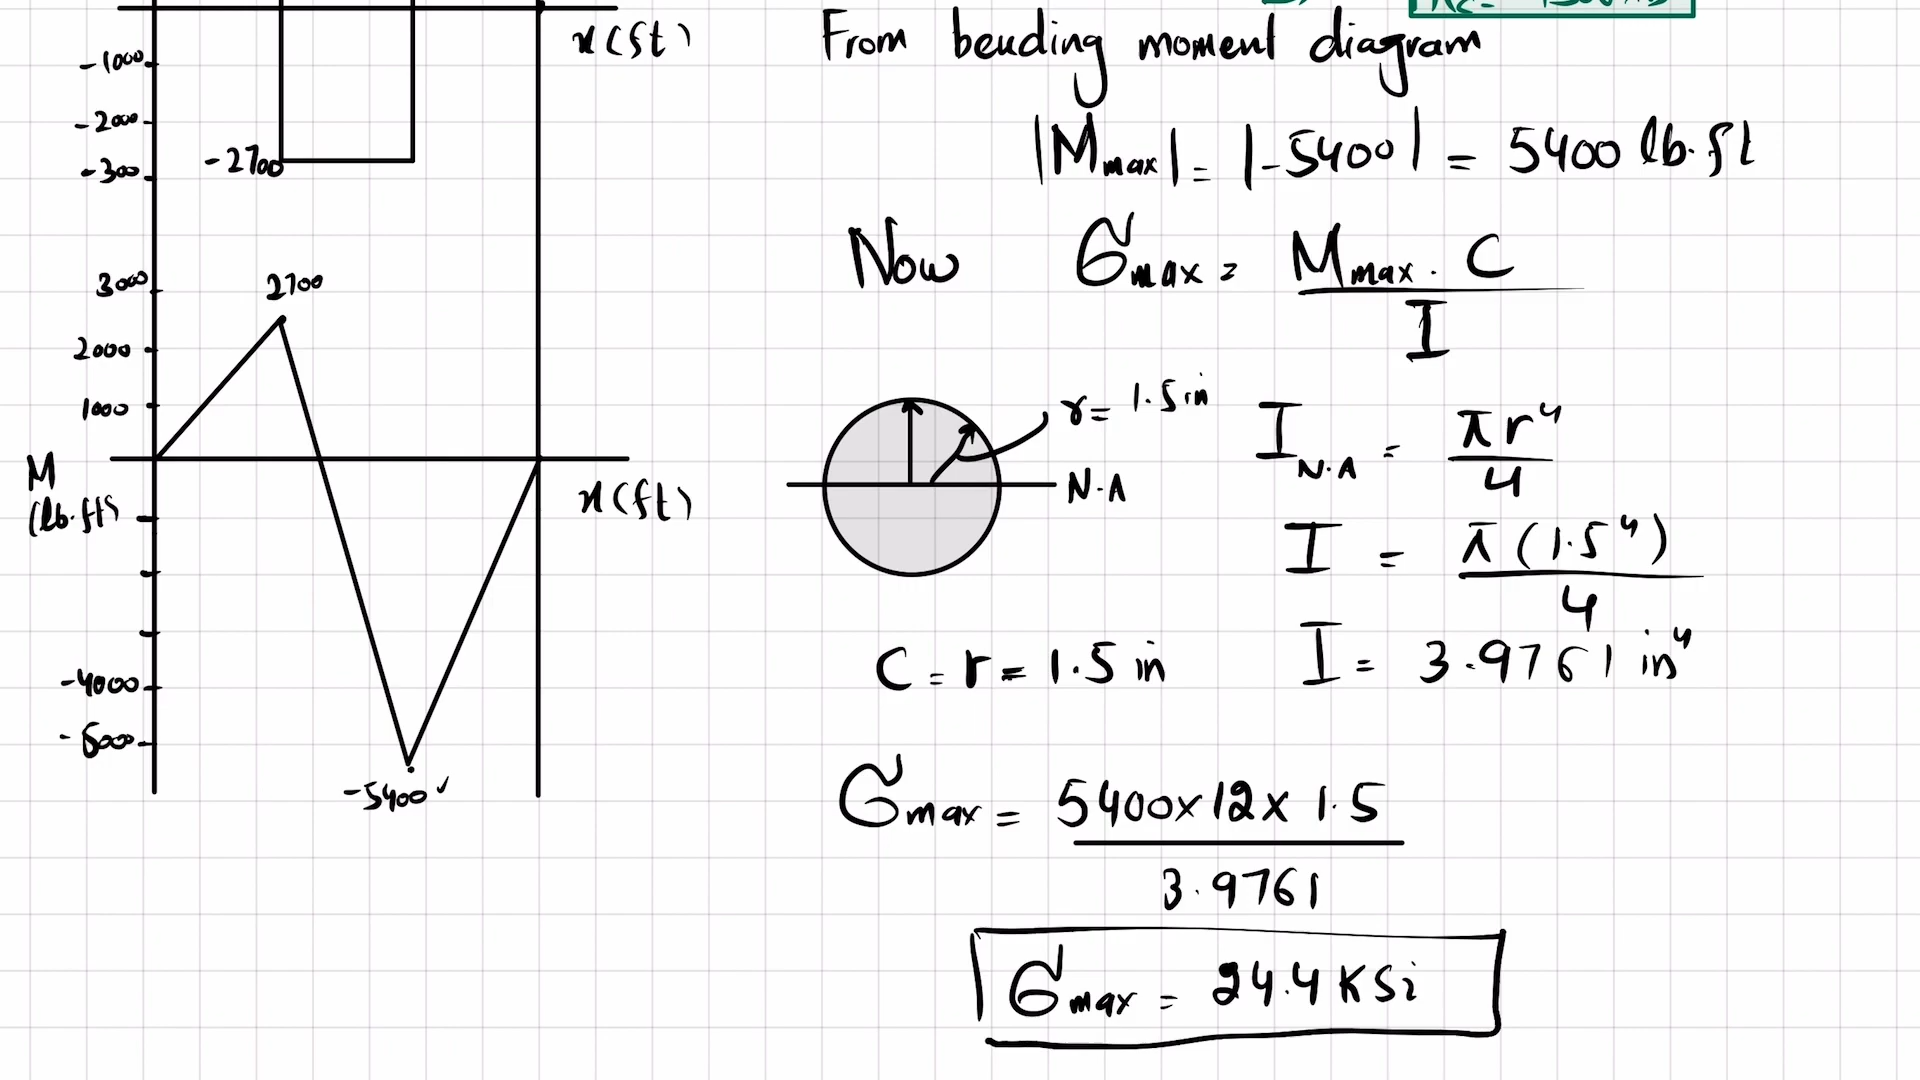 x(ft)
-1000
-2000
-300
-2700
3000
2700
2000
1000
M
(lb.ft)
x(ft)
-4000
-5000
-5400 ✓
From bending moment diagram
|Mmax| = |-5400| = 5400 lb.ft
Now σmax = Mmax . C / I
r = 1.5 in
N.A
I N.A = πr⁴ / 4
I = π(1.5⁴) / 4
C = r = 1.5 in
I = 3.9761 in⁴
σmax = 5400x12x1.5 / 3.9761
σmax = 24.4 KSi